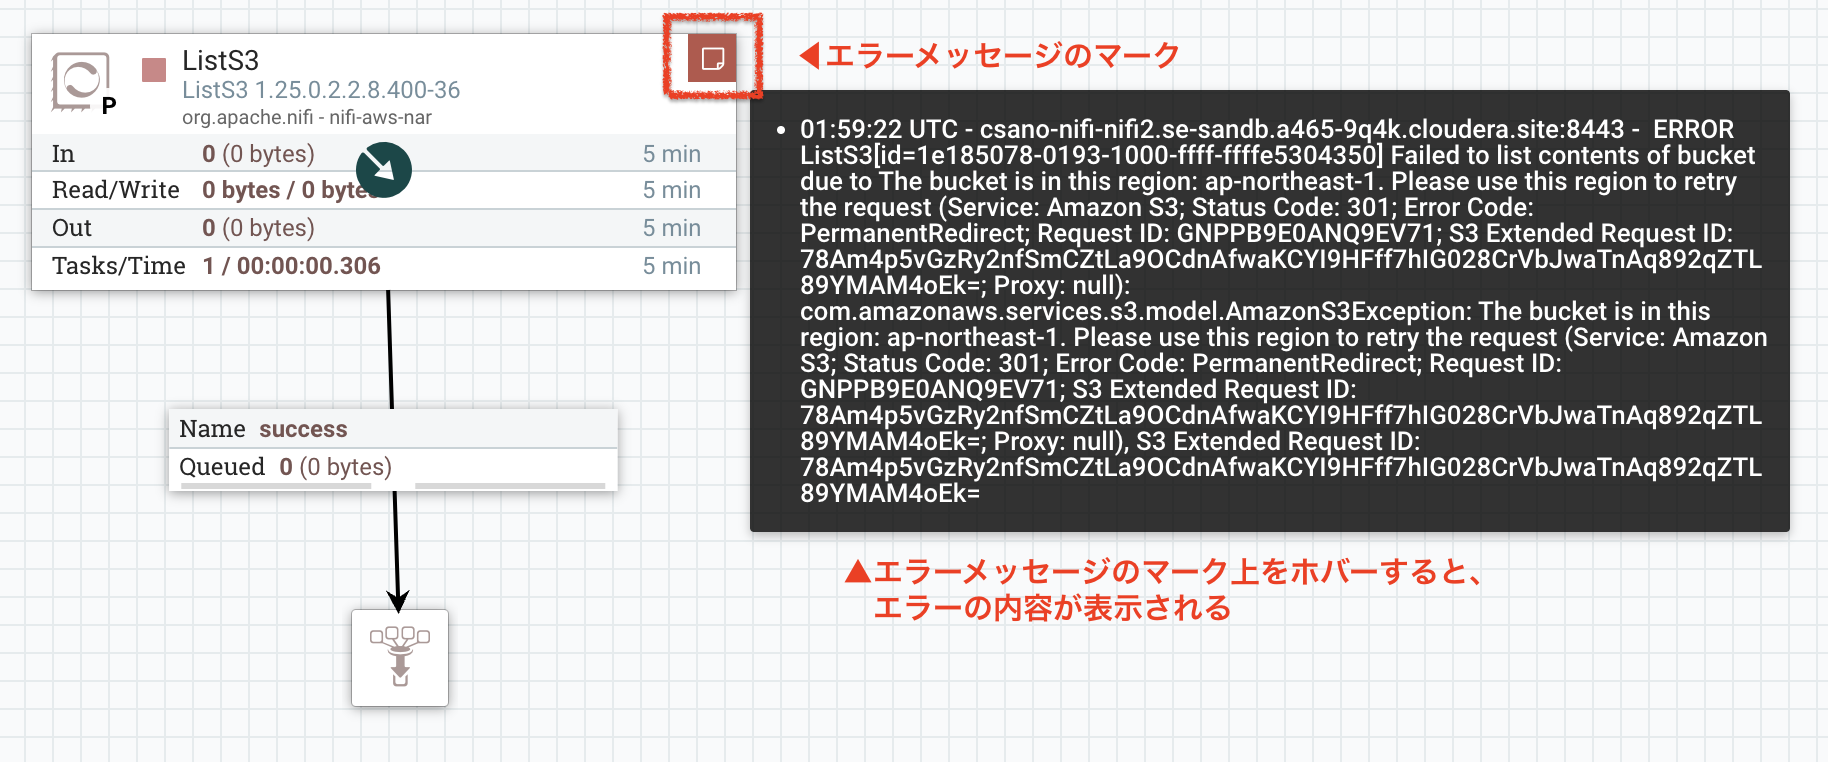 ListS3
ListS3 1.25.0.2.2.8.400-36
org.apache.nifi - nifi-aws-nar
P
In 0 (0 bytes) 5 min
Read/Write 0 bytes / 0 bytes 5 min
Out 0 (0 bytes) 5 min
Tasks/Time 1 / 00:00:00.306 5 min
◀エラーメッセージのマーク
• 01:59:22 UTC - csano-nifi-nifi2.se-sandb.a465-9q4k.cloudera.site:8443 - ERROR
ListS3[id=1e185078-0193-1000-ffff-ffffe5304350] Failed to list contents of bucket
due to The bucket is in this region: ap-northeast-1. Please use this region to retry
the request (Service: Amazon S3; Status Code: 301; Error Code:
PermanentRedirect; Request ID: GNPPB9E0ANQ9EV71; S3 Extended Request ID:
78Am4p5vGzRy2nfSmCZtLa9OCdnAfwaKCYI9HFff7hIG028CrVbJwaTnAq892qZTL
89YMAM4oEk=; Proxy: null):
com.amazonaws.services.s3.model.AmazonS3Exception: The bucket is in this
region: ap-northeast-1. Please use this region to retry the request (Service: Amazon
S3; Status Code: 301; Error Code: PermanentRedirect; Request ID:
GNPPB9E0ANQ9EV71; S3 Extended Request ID:
78Am4p5vGzRy2nfSmCZtLa9OCdnAfwaKCYI9HFff7hIG028CrVbJwaTnAq892qZTL
89YMAM4oEk=; Proxy: null), S3 Extended Request ID:
78Am4p5vGzRy2nfSmCZtLa9OCdnAfwaKCYI9HFff7hIG028CrVbJwaTnAq892qZTL
89YMAM4oEk=
Name success
Queued 0 (0 bytes)
▲エラーメッセージのマーク上をホバーすると、
エラーの内容が表示される